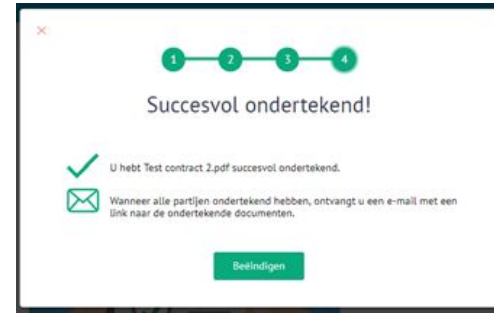 1 2 3 4
Succesvol ondertekend!
U hebt Test contract 2.pdf succesvol ondertekend.
Wanneer alle partijen ondertekend hebben, ontvangt u een e-mail met een
link naar de ondertekende documenten.
Beëindigen